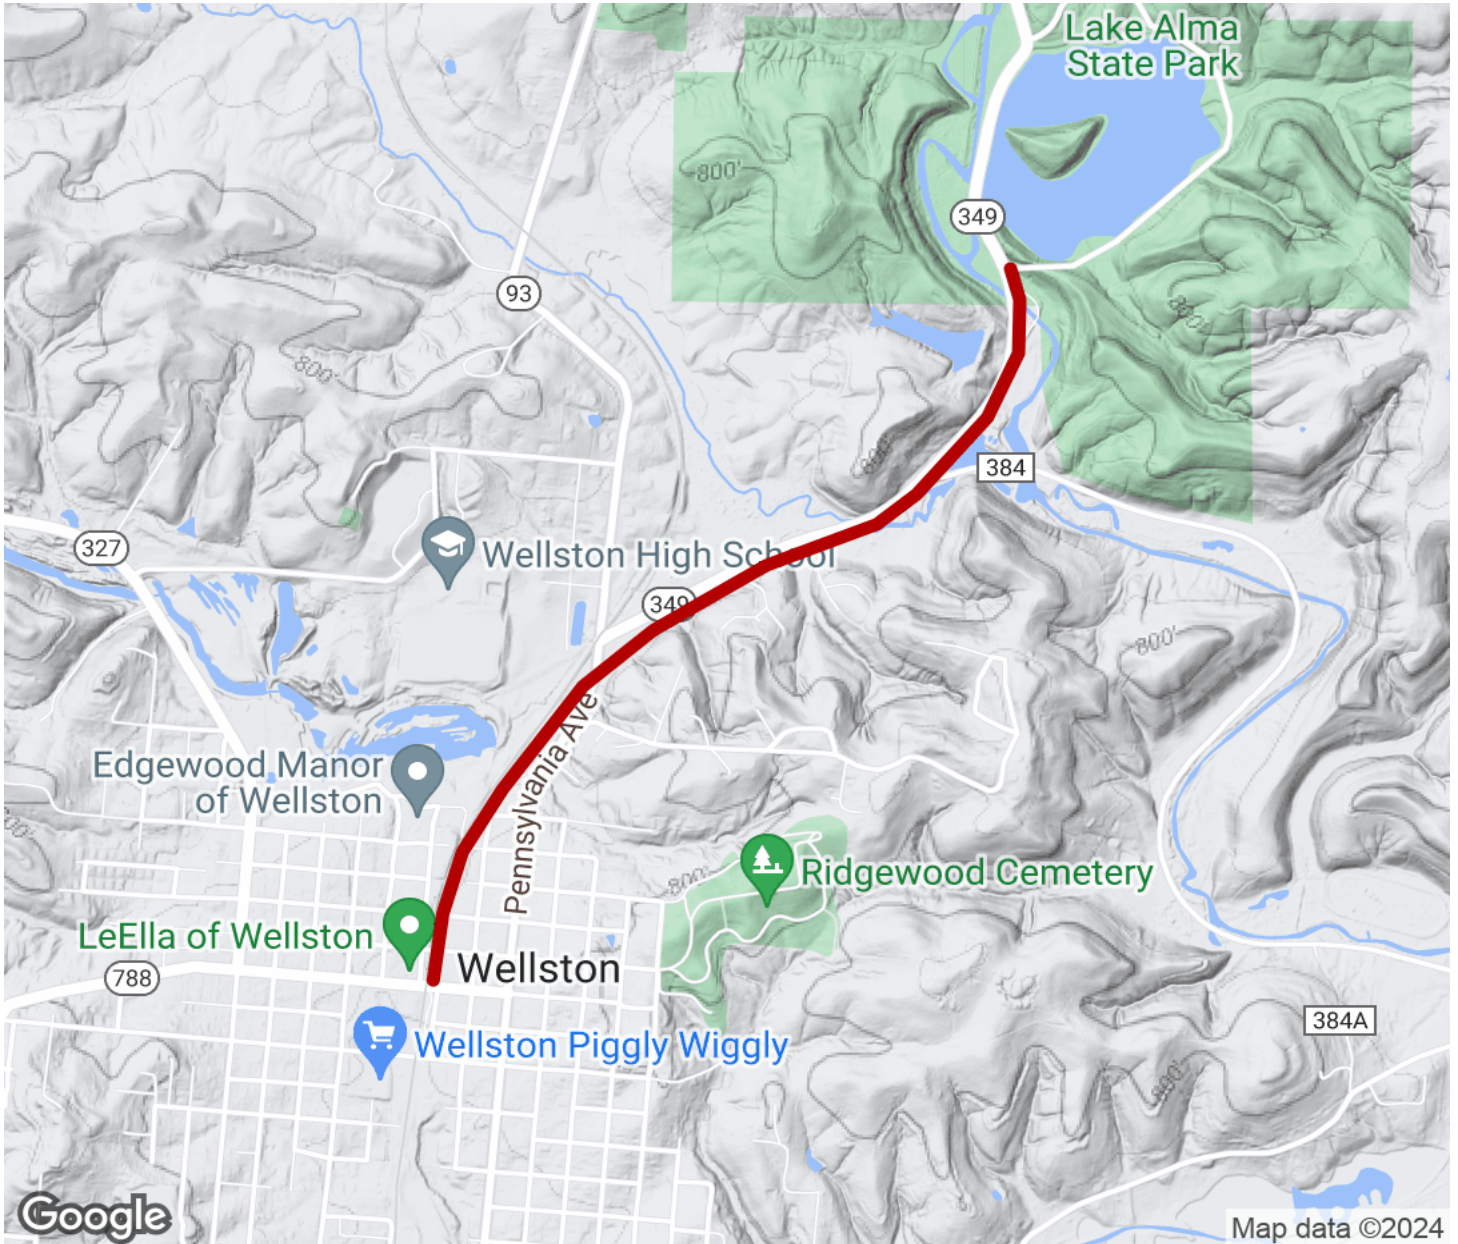 Lake Alma
State Park
800'
349
93
800'
800'
800'
384
327
Wellston High School
349
800'
Edgewood Manor
of Wellston
Pennsylvania Ave
800'
800'
Ridgewood Cemetery
LeElla of Wellston
788
Wellston
384A
Wellston Piggly Wiggly
800'
Google
Map data ©2024